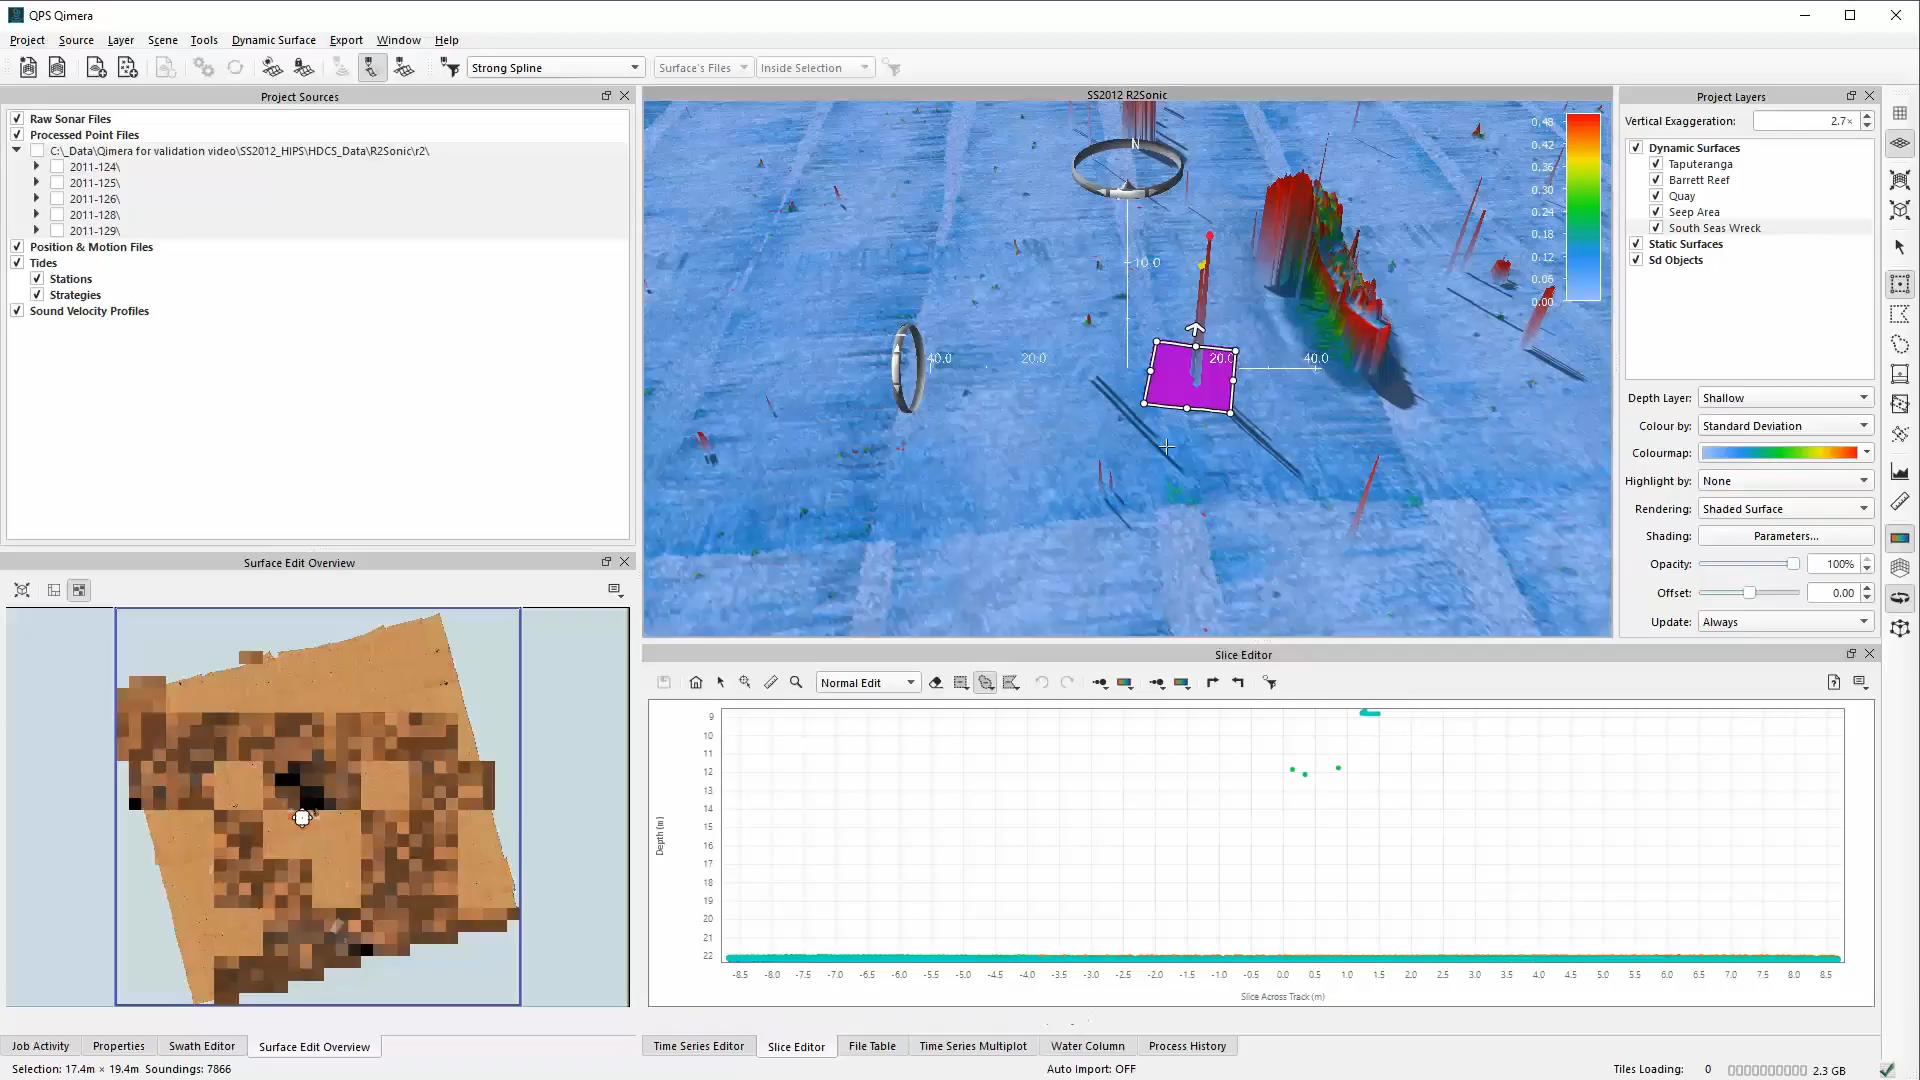 QPS Qimera
Project Source Layer Scene Tools Dynamic Surface Export Window Help
Strong Spline Surface's Files Inside Selection
Project Sources
Raw Sonar Files
Processed Point Files
C:\_Data\Qimera for validation video\SS2012_HIPS\HDCS_Data\R2Sonic\r2\
2011-124\
2011-125\
2011-126\
2011-128\
2011-129\
Position & Motion Files
Tides
Stations
Strategies
Sound Velocity Profiles
Surface Edit Overview
Job Activity Properties Swath Editor Surface Edit Overview
Selection: 17.4m × 19.4m Soundings: 7866
SS2012 R2Sonic
N
10.0
40.0 20.0 20.0 40.0
0.48
0.42
0.36
0.30
0.24
0.18
0.12
0.06
0.00
Project Layers
Vertical Exaggeration: 2.7×
Dynamic Surfaces
Taputeranga
Barrett Reef
Quay
Seep Area
South Seas Wreck
Static Surfaces
Sd Objects
Depth Layer: Shallow
Colour by: Standard Deviation
Colourmap:
Highlight by: None
Rendering: Shaded Surface
Shading: Parameters...
Opacity: 100%
Offset: 0.00
Update: Always
Slice Editor
Normal Edit
Depth (m)
9
10
11
12
13
14
15
16
17
18
19
20
21
22
-8.5 -8.0 -7.5 -7.0 -6.5 -6.0 -5.5 -5.0 -4.5 -4.0 -3.5 -3.0 -2.5 -2.0 -1.5 -1.0 -0.5 0.0 0.5 1.0 1.5 2.0 2.5 3.0 3.5 4.0 4.5 5.0 5.5 6.0 6.5 7.0 7.5 8.0 8.5
Slice Across Track (m)
Time Series Editor Slice Editor File Table Time Series Multiplot Water Column Process History
Auto Import: OFF
Tiles Loading: 0 2.3 GB